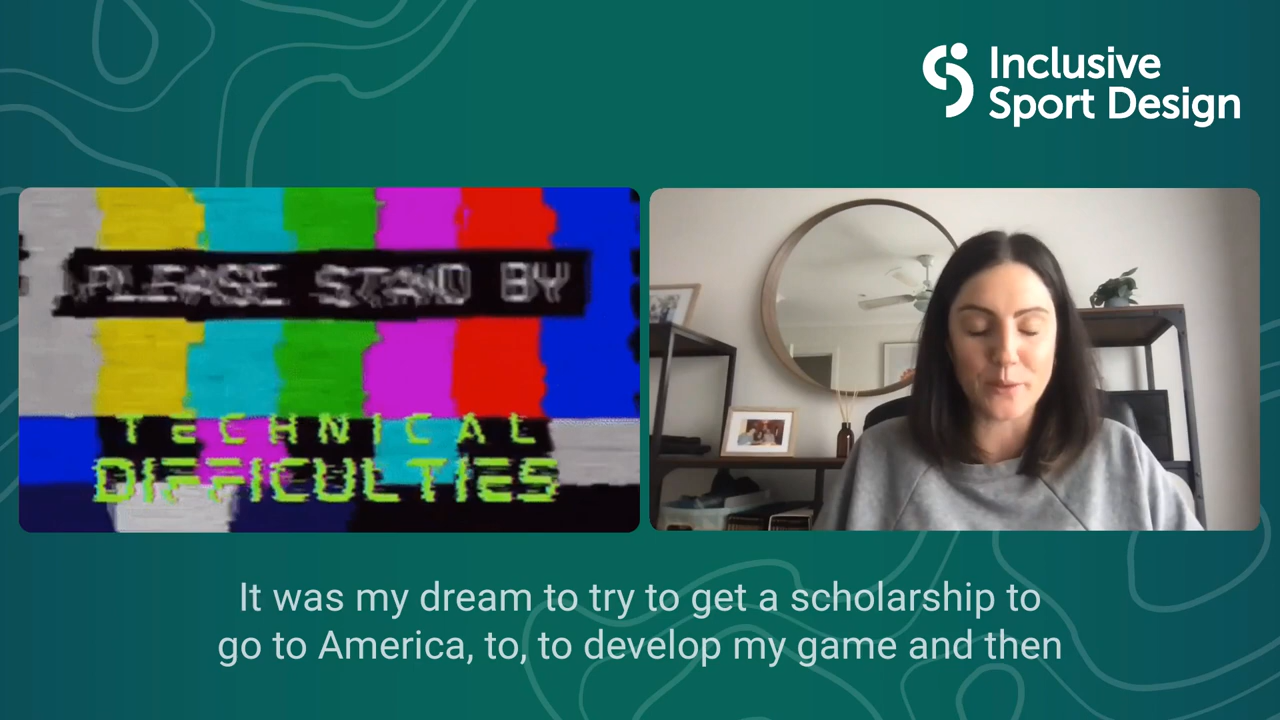 Inclusive
Sport Design
PLEASE STAND BY
TECHNICAL
DIFFICULTIES
It was my dream to try to get a scholarship to
go to America, to, to develop my game and then